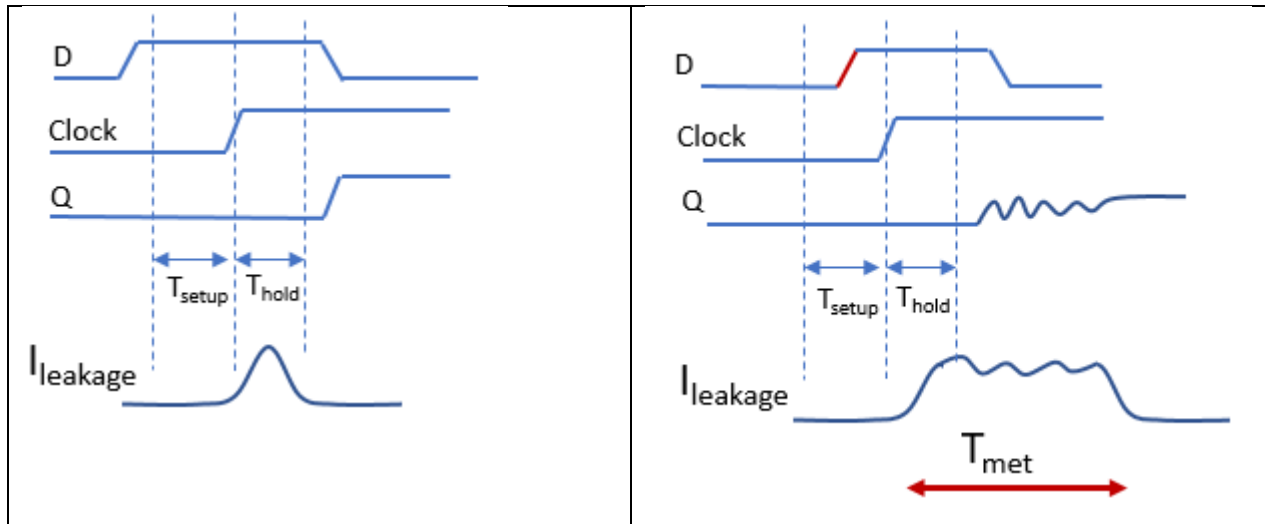 D
Clock
Q
Tsetup
Thold
Ileakage
D
Clock
Q
Tsetup
Thold
Ileakage
Tmet